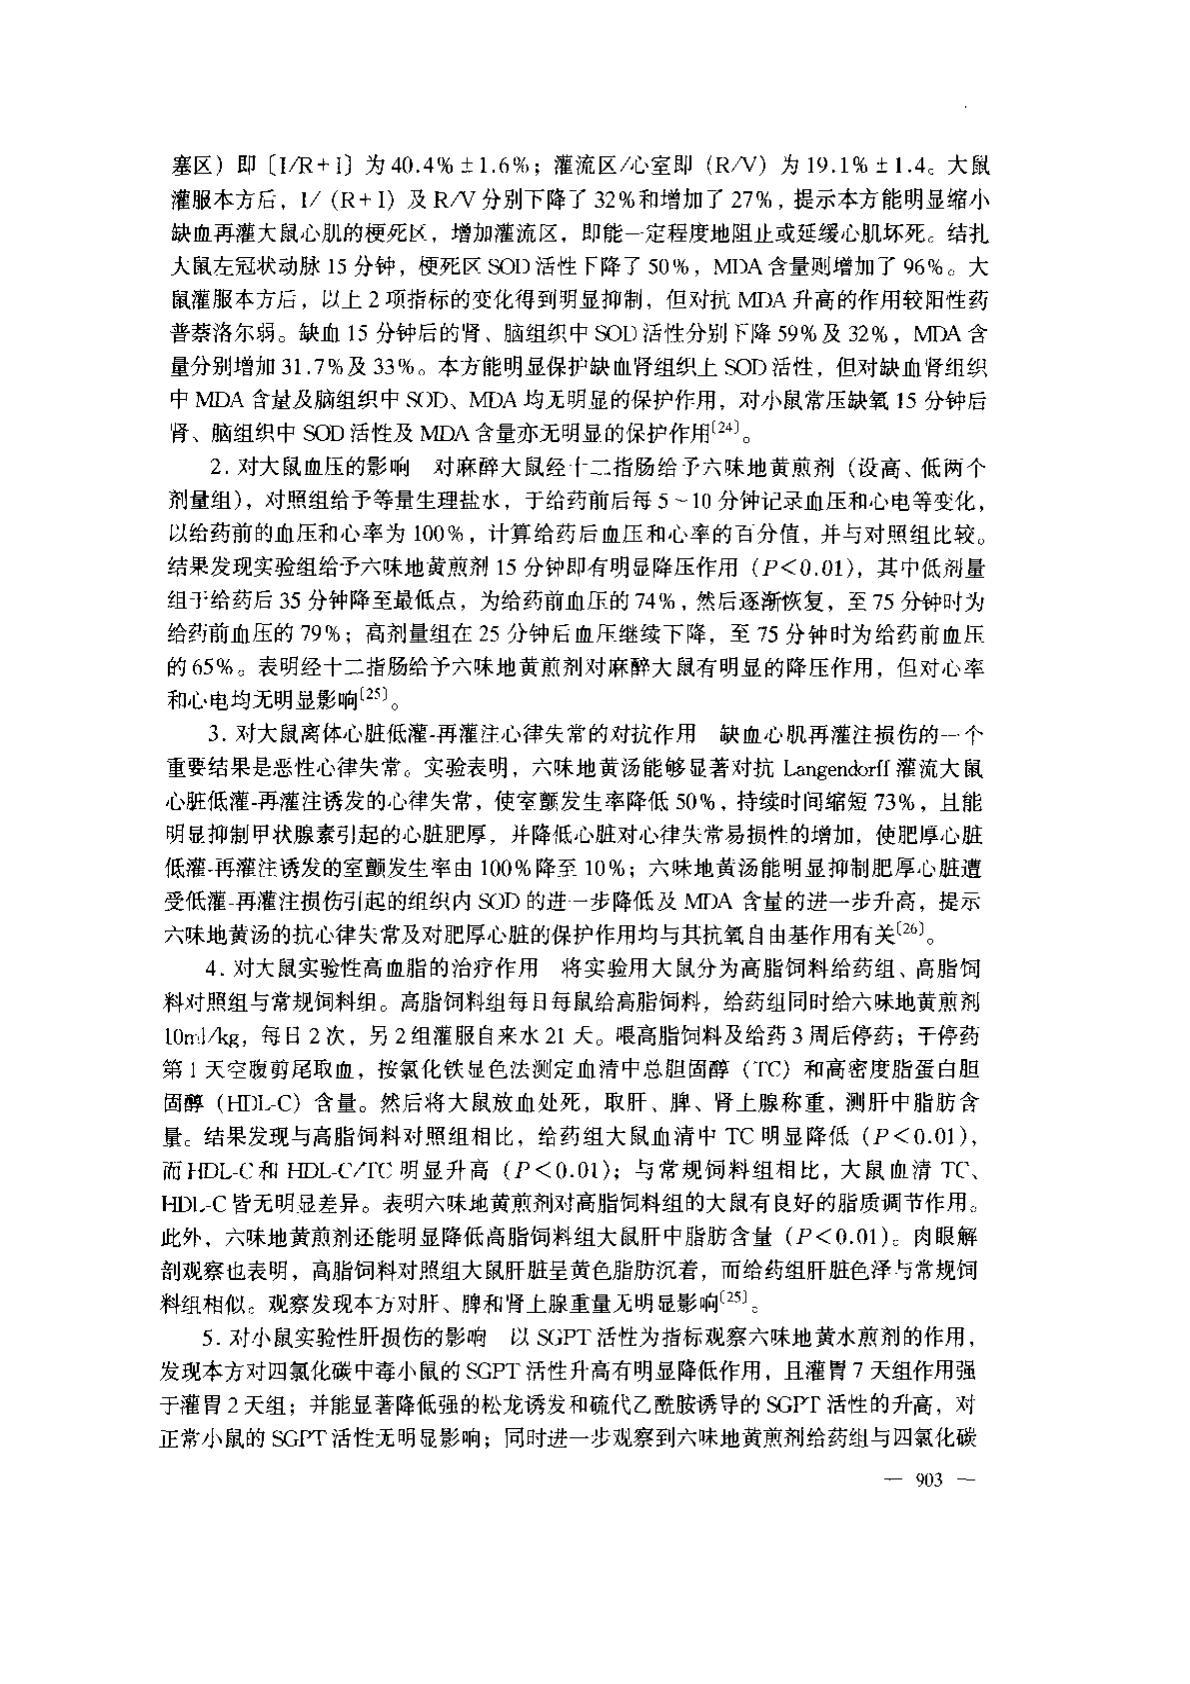 塞区）即〔I/R+I〕为40.4%±1.6%；灌流区/心室即（R/V）为19.1%±1.4。大鼠
灌服本方后，I/（R+I）及R/V分别下降了32%和增加了27%，提示本方能明显缩小
缺血再灌大鼠心肌的梗死区，增加灌流区，即能一定程度地阻止或延缓心肌坏死。结扎
大鼠左冠状动脉15分钟，梗死区SOD活性下降了50%，MDA含量则增加了96%。大
鼠灌服本方后，以上2项指标的变化得到明显抑制，但对抗MDA升高的作用较阳性药
普萘洛尔弱。缺血15分钟后的肾、脑组织中SOD活性分别下降59%及32%，MDA含
量分别增加31.7%及33%。本方能明显保护缺血肾组织上SOD活性，但对缺血肾组织
中MDA含量及脑组织中SOD、MDA均无明显的保护作用，对小鼠常压缺氧15分钟后
肾、脑组织中SOD活性及MDA含量亦无明显的保护作用〔24〕。
2. 对大鼠血压的影响　对麻醉大鼠经十二指肠给予六味地黄煎剂（设高、低两个
剂量组），对照组给予等量生理盐水，于给药前后每5～10分钟记录血压和心电等变化，
以给药前的血压和心率为100%，计算给药后血压和心率的百分值，并与对照组比较。
结果发现实验组给予六味地黄煎剂15分钟即有明显降压作用（P＜0.01），其中低剂量
组于给药后35分钟降至最低点，为给药前血压的74%，然后逐渐恢复，至75分钟时为
给药前血压的79%；高剂量组在25分钟后血压继续下降，至75分钟时为给药前血压
的65%。表明经十二指肠给予六味地黄煎剂对麻醉大鼠有明显的降压作用，但对心率
和心电均无明显影响〔25〕。
3. 对大鼠离体心脏低灌-再灌注心律失常的对抗作用　缺血心肌再灌注损伤的一个
重要结果是恶性心律失常。实验表明，六味地黄汤能够显著对抗Langendorff灌流大鼠
心脏低灌-再灌注诱发的心律失常，使室颤发生率降低50%，持续时间缩短73%，且能
明显抑制甲状腺素引起的心脏肥厚，并降低心脏对心律失常易损性的增加，使肥厚心脏
低灌-再灌注诱发的室颤发生率由100%降至10%；六味地黄汤能明显抑制肥厚心脏遭
受低灌-再灌注损伤引起的组织内SOD的进一步降低及MDA含量的进一步升高，提示
六味地黄汤的抗心律失常及对肥厚心脏的保护作用均与其抗氧自由基作用有关〔26〕。
4. 对大鼠实验性高血脂的治疗作用　将实验用大鼠分为高脂饲料给药组、高脂饲
料对照组与常规饲料组。高脂饲料组每日每鼠给高脂饲料，给药组同时给六味地黄煎剂
10ml/kg，每日2次，另2组灌服自来水21天。喂高脂饲料及给药3周后停药；于停药
第1天空腹剪尾取血，按氯化铁显色法测定血清中总胆固醇（TC）和高密度脂蛋白胆
固醇（HDL-C）含量。然后将大鼠放血处死，取肝、脾、肾上腺称重，测肝中脂肪含
量。结果发现与高脂饲料对照组相比，给药组大鼠血清中TC明显降低（P＜0.01），
而HDL-C和HDL-C/TC明显升高（P＜0.01）；与常规饲料组相比，大鼠血清TC、
HDL-C皆无明显差异。表明六味地黄煎剂对高脂饲料组的大鼠有良好的脂质调节作用。
此外，六味地黄煎剂还能明显降低高脂饲料组大鼠肝中脂肪含量（P＜0.01）。肉眼解
剖观察也表明，高脂饲料对照组大鼠肝脏呈黄色脂肪沉着，而给药组肝脏色泽与常规饲
料组相似。观察发现本方对肝、脾和肾上腺重量无明显影响〔25〕。
5. 对小鼠实验性肝损伤的影响　以SGPT活性为指标观察六味地黄水煎剂的作用，
发现本方对四氯化碳中毒小鼠的SGPT活性升高有明显降低作用，且灌胃7天组作用强
于灌胃2天组；并能显著降低强的松龙诱发和硫代乙酰胺诱导的SGPT活性的升高，对
正常小鼠的SGPT活性无明显影响；同时进一步观察到六味地黄煎剂给药组与四氯化碳
— 903 —